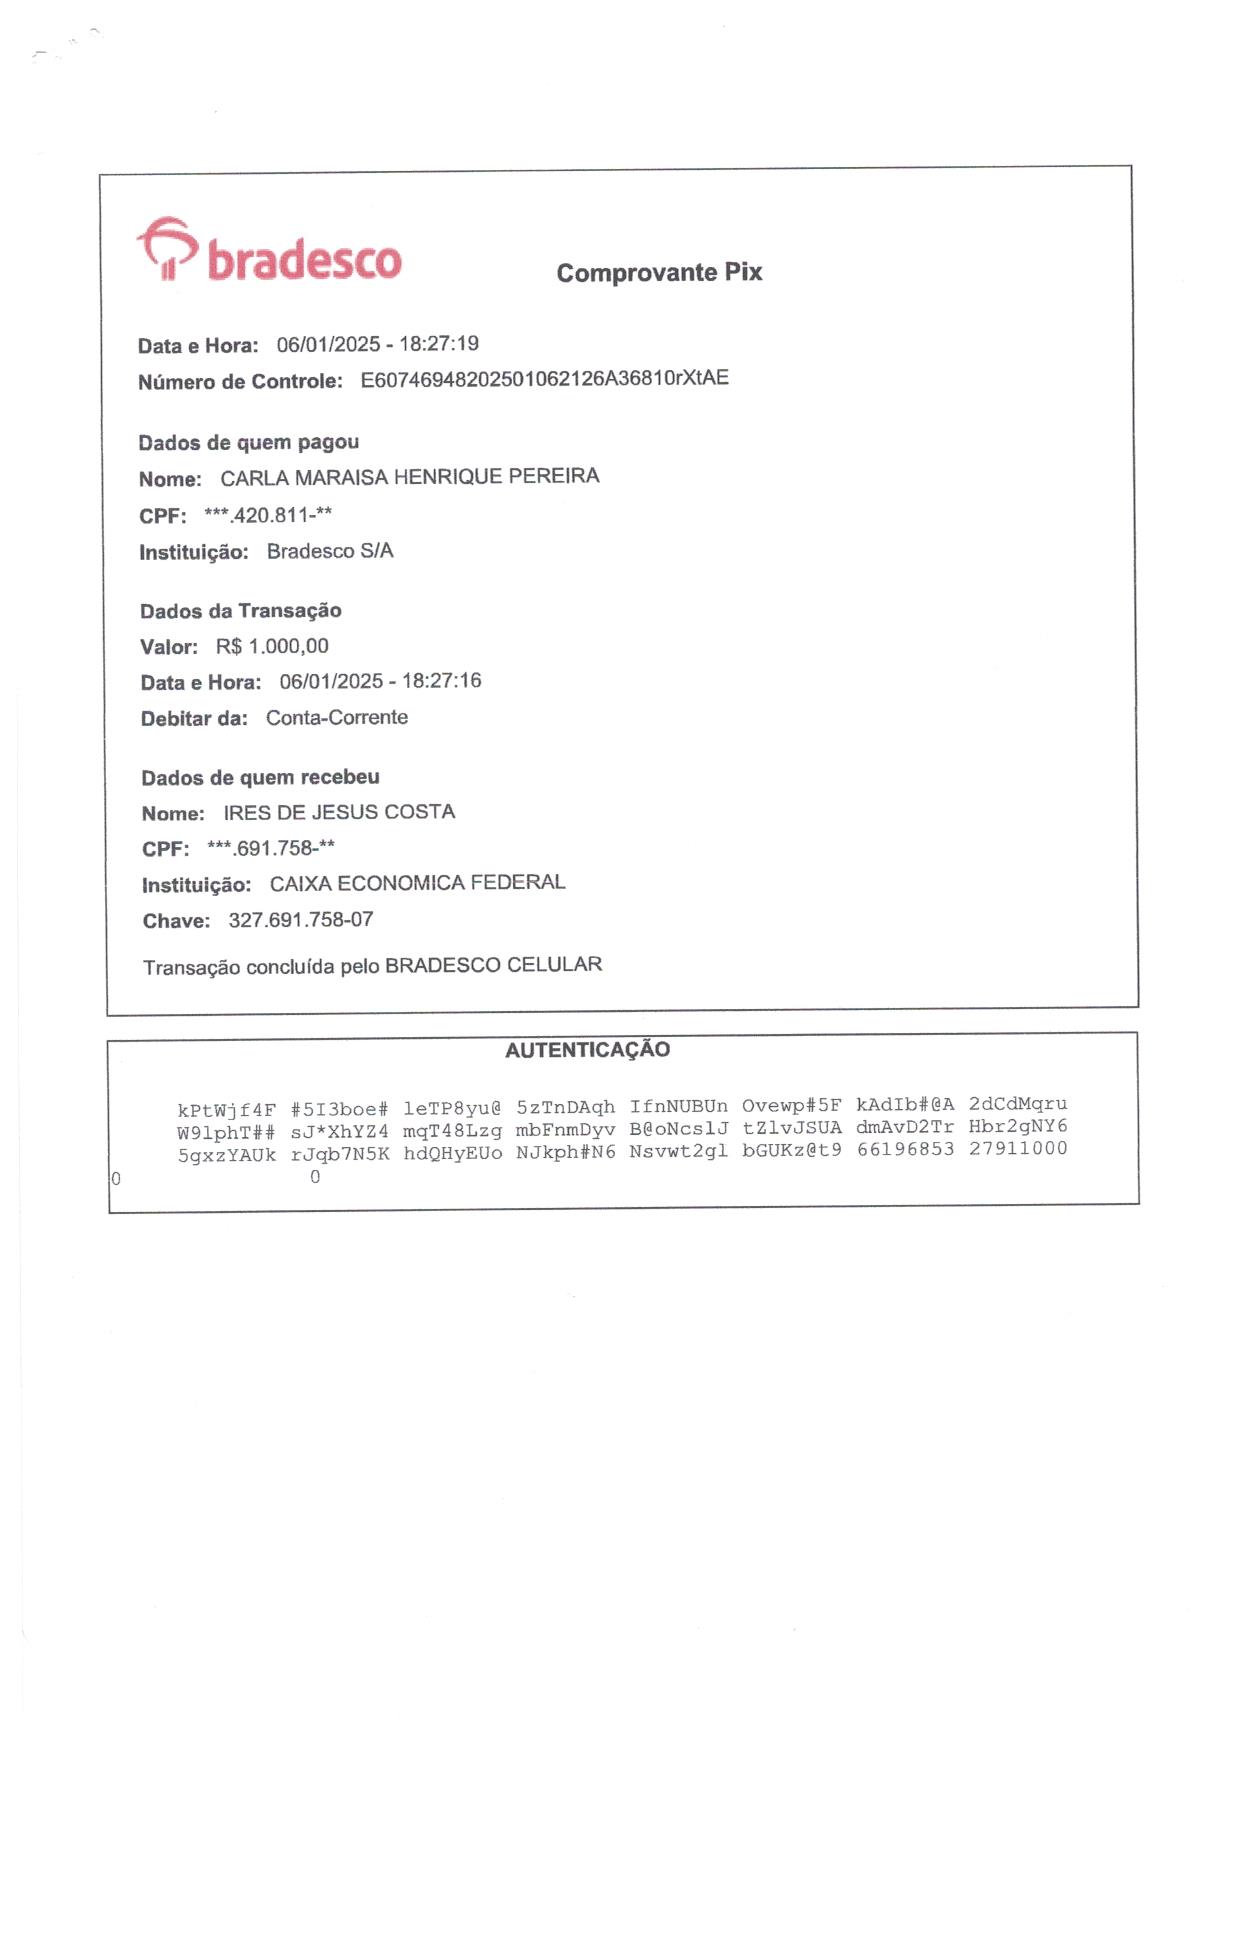 bradesco
Comprovante Pix
Data e Hora: 06/01/2025 - 18:27:19
Número de Controle: E60746948202501062126A36810rXtAE
Dados de quem pagou
Nome: CARLA MARAISA HENRIQUE PEREIRA
CPF: ***.420.811-**
Instituição: Bradesco S/A
Dados da Transação
Valor: R$ 1.000,00
Data e Hora: 06/01/2025 - 18:27:16
Debitar da: Conta-Corrente
Dados de quem recebeu
Nome: IRES DE JESUS COSTA
CPF: ***.691.758-**
Instituição: CAIXA ECONOMICA FEDERAL
Chave: 327.691.758-07
Transação concluída pelo BRADESCO CELULAR
AUTENTICAÇÃO
kPtWjf4F #5I3boe# leTP8yu@ 5zTnDAqh IfnNUBUn Ovewp#5F kAdIb#@A 2dCdMqru
W9lphT## sJ*XhYZ4 mqT48Lzg mbFnmDyv B@oNcslJ tZlvJSUA dmAvD2Tr Hbr2gNY6
5gxzYAUk rJqb7N5K hdQHyEUo NJkph#N6 Nsvwt2gl bGUKz@t9 66196853 27911000
0 0